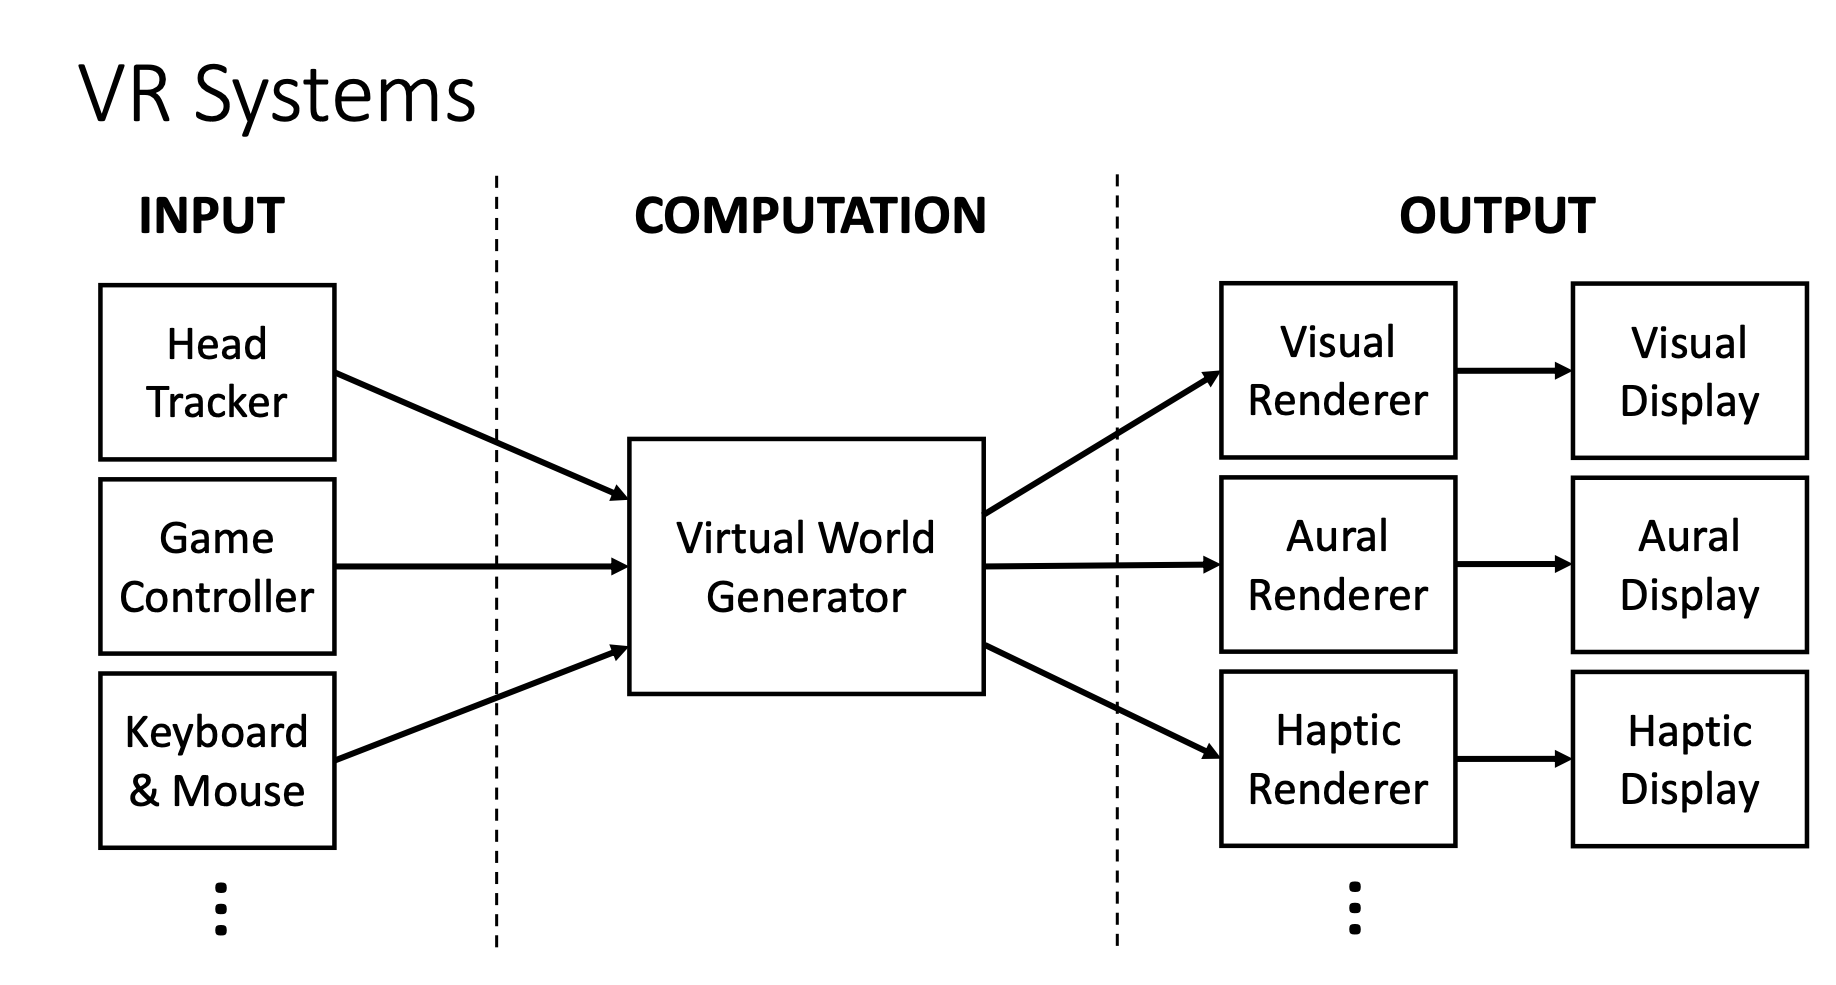 VR Systems
INPUT
COMPUTATION
OUTPUT
Head
Tracker
Game
Controller
Keyboard
& Mouse
Virtual World
Generator
Visual
Renderer
Visual
Display
Aural
Renderer
Aural
Display
Haptic
Renderer
Haptic
Display